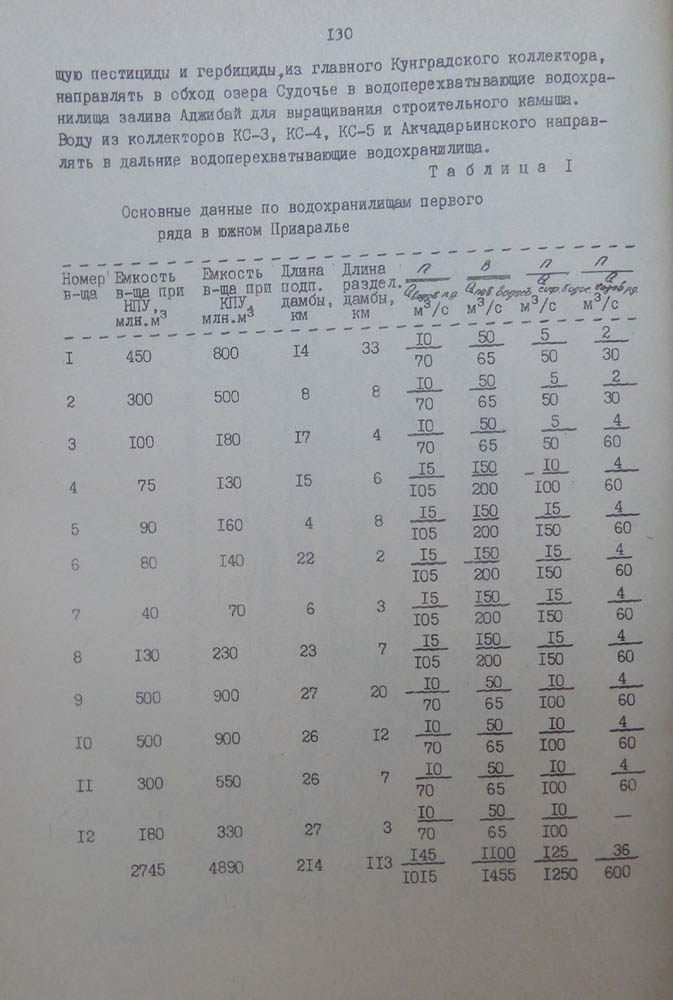 130
щую пестициды и гербициды, из главного Кунградского коллектора,
направлять в обход озера Судочье в водоперехватывающие водохра-
нилища залива Аджибай для выращивания строительного камыша.
Воду из коллекторов КС-3, КС-4, КС-5 и Акчадарьинского направ-
лять в дальние водоперехватывающие водохранилища.
Таблица I
Основные данные по водохранилищам первого
ряда в южном Приаралье
Номер Емкость Емкость Длина Длина n B n n
в-ща в-ща при в-ща при подп. раздел. Q Q Q Q
НПУ, КПУ, дамбы, дамбы, м³/с м³/с м³/с м³/с
млн.м³ млн.м³ км км
I 450 800 I4 33 I0/70 50/65 5/50 2/30
2 300 500 8 8 I0/70 50/65 5/50 2/30
3 I00 I80 I7 4 I0/70 50/65 5/50 4/60
4 75 I30 I5 6 I5/I05 I50/200 I0/I00 4/60
5 90 I60 4 8 I5/I05 I50/200 I5/I50 4/60
6 80 I40 22 2 I5/I05 I50/200 I5/I50 4/60
7 40 70 6 3 I5/I05 I50/200 I5/I50 4/60
8 I30 230 23 7 I5/I05 I50/200 I5/I50 4/60
9 500 900 27 20 I0/70 50/65 I0/I00 4/60
I0 500 900 26 I2 I0/70 50/65 I0/I00 4/60
II 300 550 26 7 I0/70 50/65 I0/I00 4/60
I2 I80 330 27 3 I0/70 50/65 I0/I00 —
2745 4890 2I4 II3 I45/I0I5 II00/I455 I25/I250 36/600